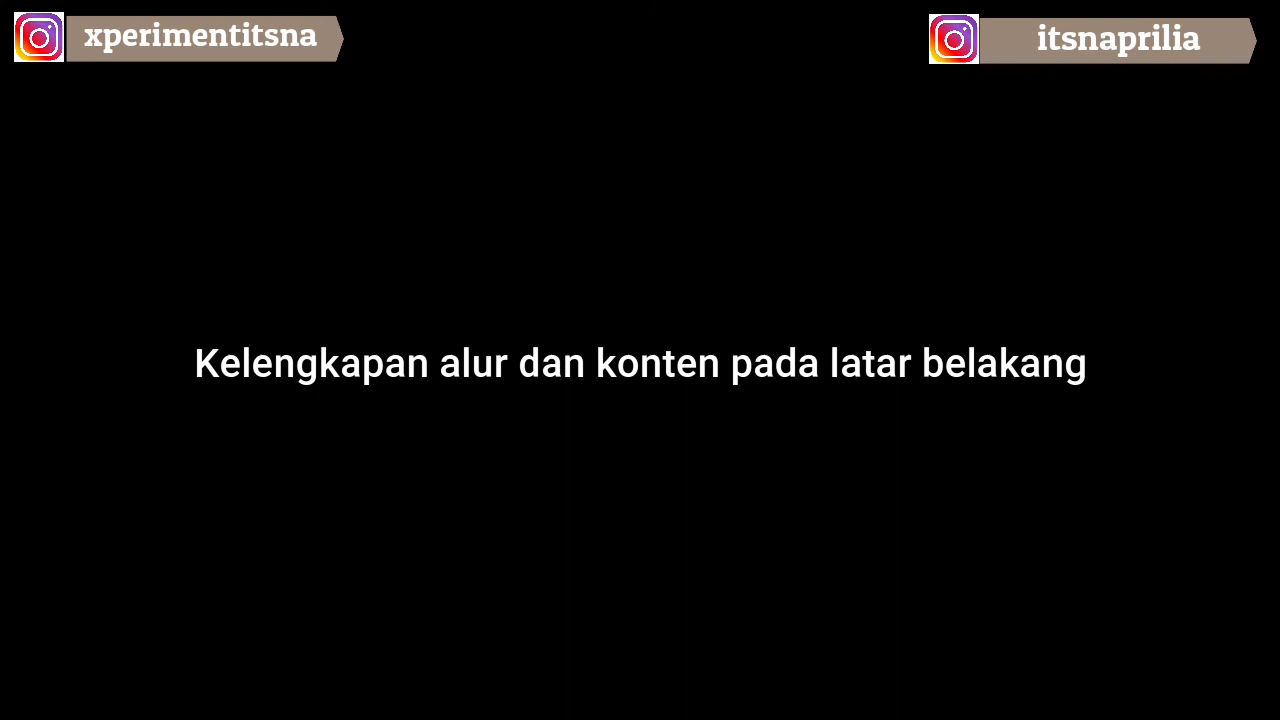 xperimentitsna
itsnaprilia
Kelengkapan alur dan konten pada latar belakang